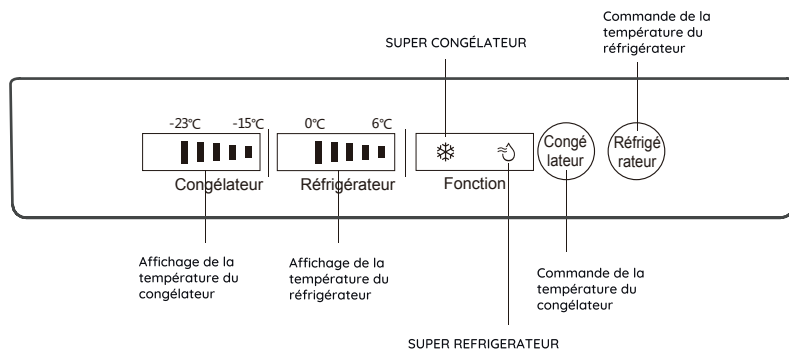 Commande de la
température du
réfrigérateur
SUPER CONGÉLATEUR
-23℃ -15℃ 0℃ 6℃
Congé
lateur
Réfrigé
rateur
Congélateur Réfrigérateur Fonction
Affichage de la
température du
congélateur
Affichage de la
température du
réfrigérateur
Commande de la
température du
congélateur
SUPER REFRIGERATEUR